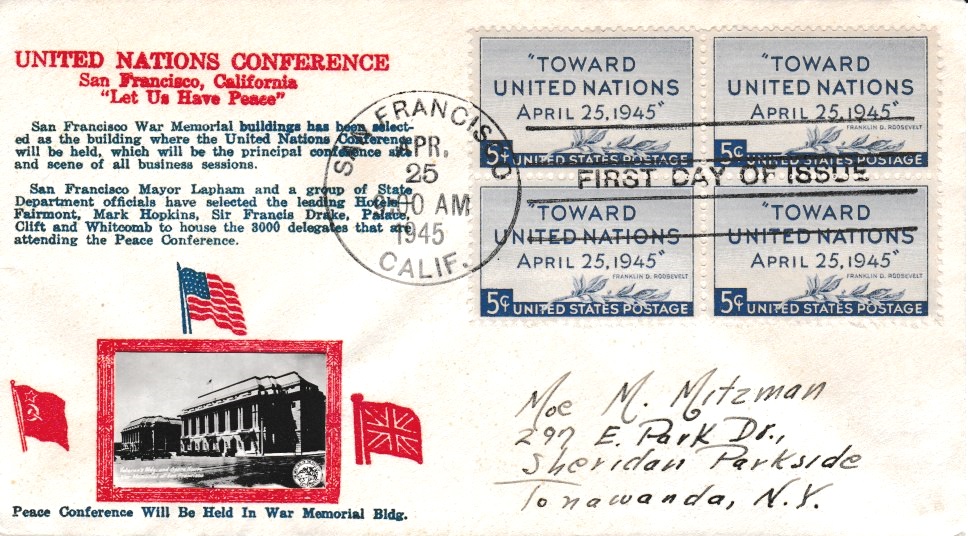 UNITED NATIONS CONFERENCE
San Francisco, California
"Let Us Have Peace"
San Francisco War Memorial buildings has been select-
ed as the building where the United Nations Conference
will be held, which will be the principal conference site
and scene of all business sessions.
San Francisco Mayor Lapham and a group of State
Department officials have selected the leading Hotels
Fairmont, Mark Hopkins, Sir Francis Drake, Palace,
Clift and Whitcomb to house the 3000 delegates that are
attending the Peace Conference.
Peace Conference Will Be Held In War Memorial Bldg.
SAN FRANCISCO
APR.
25
AM
1945
CALIF.
FIRST DAY OF ISSUE
"TOWARD
UNITED NATIONS
APRIL 25, 1945"
FRANKLIN D. ROOSEVELT
5¢ UNITED STATES POSTAGE
"TOWARD
UNITED NATIONS
APRIL 25, 1945"
FRANKLIN D. ROOSEVELT
5¢ UNITED STATES POSTAGE
"TOWARD
UNITED NATIONS
APRIL 25, 1945"
FRANKLIN D. ROOSEVELT
5¢ UNITED STATES POSTAGE
"TOWARD
UNITED NATIONS
APRIL 25, 1945"
FRANKLIN D. ROOSEVELT
5¢ UNITED STATES POSTAGE
Moe M. Mitzman
297 E. Park Dr.,
Sheridan Parkside
Tonawanda, N.Y.